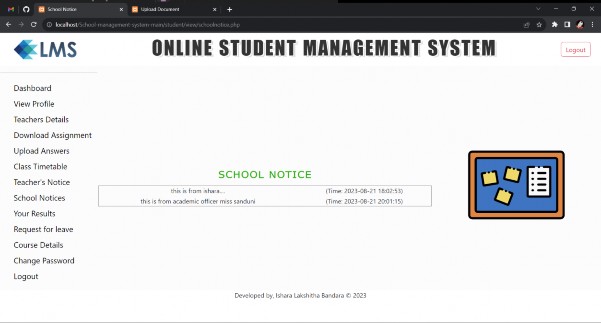 School Notice
Upload Document
localhost/School-management-system-main/student/view/schoolnotice.php
LMS
ONLINE STUDENT MANAGEMENT SYSTEM
Logout
Dashboard
View Profile
Teachers Details
Download Assignment
Upload Answers
Class Timetable
Teacher's Notice
School Notices
Your Results
Request for leave
Course Details
Change Password
Logout
SCHOOL NOTICE
this is from ishara... (Time: 2023-08-21 18:02:53)
this is from academic officer miss sanduni (Time: 2023-08-21 20:01:15)
Developed by, Ishara Lakshitha Bandara © 2023